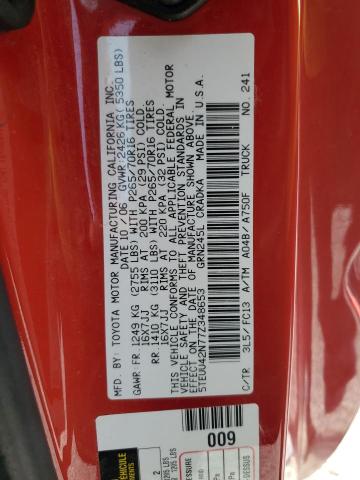 MFD. BY: TOYOTA MOTOR MANUFACTURING CALIFORNIA INC.
DATE: 10/06 GVWR: 2426 KG( 5350 LBS)
GAWR: FR 1249 KG (2755 LBS) WITH P265/70R16 TIRES
16X7JJ RIMS AT 200 KPA (29 PSI) COLD.
RR 1410 KG (3110 LBS) WITH P265/70R16 TIRES
16X7JJ RIMS AT 220 KPA (32 PSI) COLD.
THIS VEHICLE CONFORMS TO ALL APPLICABLE FEDERAL MOTOR
VEHICLE SAFETY AND THEFT PREVENTION STANDARDS IN
EFFECT ON THE DATE OF MANUFACTURE SHOWN ABOVE.
5TEUU42N77Z348653 GRN245L CRADKA MADE IN U.S.A.
C/TR 3L5/FC13 A/TM A04B/A750F TRUCK NO. 241
009
VEHICULE